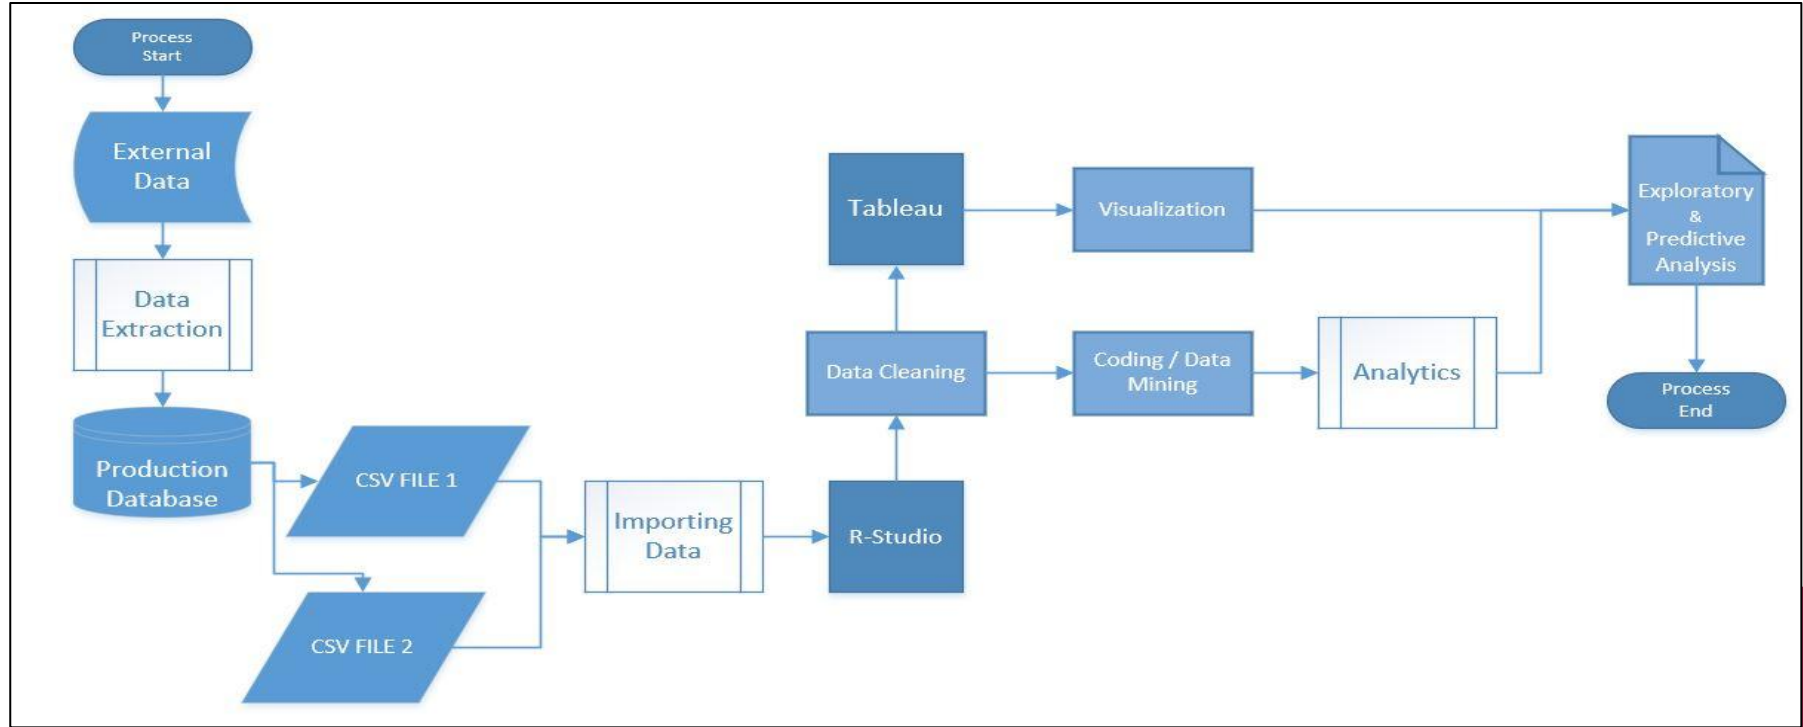 Process
Start
External
Data
Data
Extraction
Production
Database
CSV FILE 1
CSV FILE 2
Importing
Data
R-Studio
Data Cleaning
Tableau
Visualization
Coding / Data
Mining
Analytics
Exploratory
&
Predictive
Analysis
Process
End